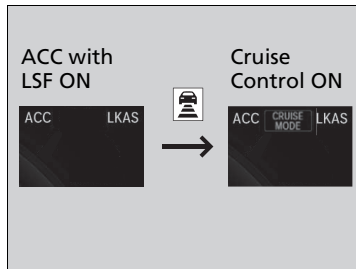 ACC with
LSF ON
Cruise
Control ON
ACC LKAS
ACC CRUISE MODE LKAS